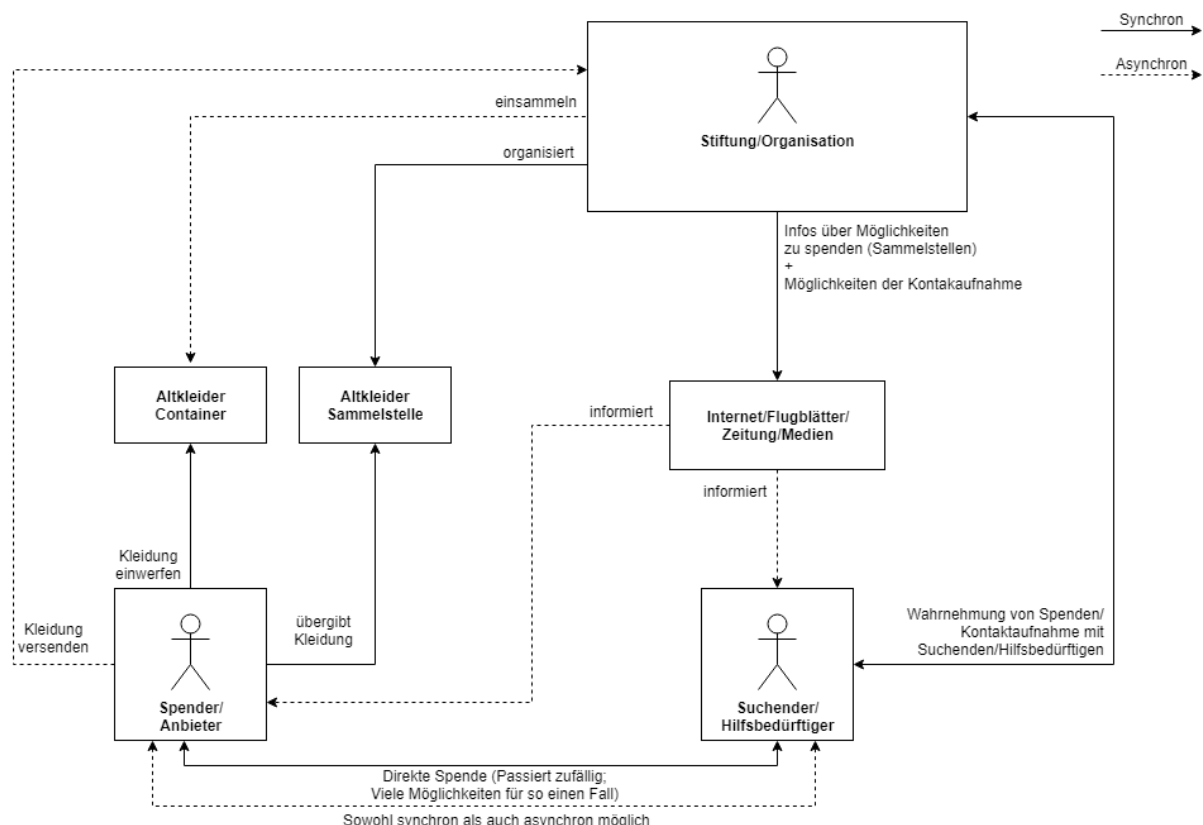 Synchron
Asynchron
einsammeln
organisiert
Stiftung/Organisation
Infos über Möglichkeiten
zu spenden (Sammelstellen)
+
Möglichkeiten der Kontakaufnahme
Altkleider
Container
Altkleider
Sammelstelle
informiert
Internet/Flugblätter/
Zeitung/Medien
informiert
Kleidung
einwerfen
Kleidung
versenden
übergibt
Kleidung
Spender/
Anbieter
Suchender/
Hilfsbedürftiger
Wahrnehmung von Spenden/
Kontaktaufnahme mit
Suchenden/Hilfsbedürftigen
Direkte Spende (Passiert zufällig;
Viele Möglichkeiten für so einen Fall)
Sowohl synchron als auch asynchron möglich